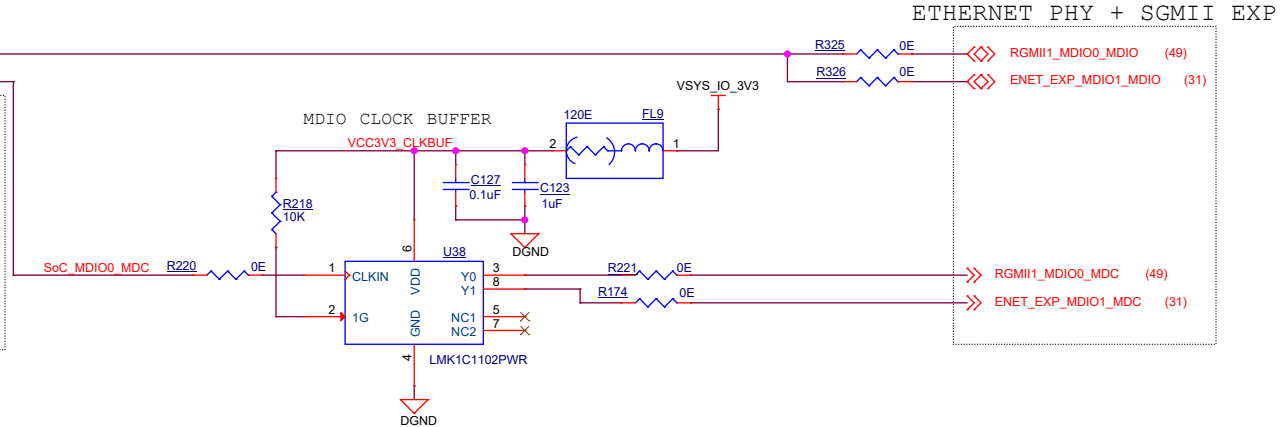 ETHERNET PHY + SGMII EXP
R325 0E RGMII1_MDIO0_MDIO (49)
R326 0E ENET_EXP_MDIO1_MDIO (31)
VSYS_IO_3V3
MDIO CLOCK BUFFER
120E FL9
VCC3V3_CLKBUF
2 1
C127
0.1uF
C123
1uF
R218
10K
DGND
6
U38
SoC_MDIO0_MDC R220 0E 1 CLKIN
VDD
Y0 3 R221 0E RGMII1_MDIO0_MDC (49)
Y1 8 R174 0E ENET_EXP_MDIO1_MDC (31)
2 1G
GND
NC1 5
NC2 7
4
LMK1C1102PWR
DGND